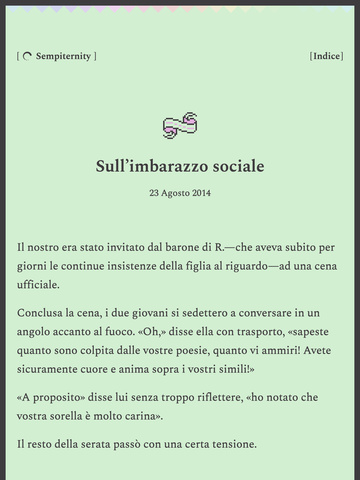 [ Sempiternity ]
[Indice]
Sull’imbarazzo sociale
23 Agosto 2014
Il nostro era stato invitato dal barone di R.—che aveva subito per
giorni le continue insistenze della figlia al riguardo—ad una cena
ufficiale.
Conclusa la cena, i due giovani si sedettero a conversare in un
angolo accanto al fuoco. «Oh,» disse ella con trasporto, «sapeste
quanto sono colpita dalle vostre poesie, quanto vi ammiri! Avete
sicuramente cuore e anima sopra i vostri simili!»
«A proposito» disse lui senza troppo riflettere, «ho notato che
vostra sorella è molto carina».
Il resto della serata passò con una certa tensione.